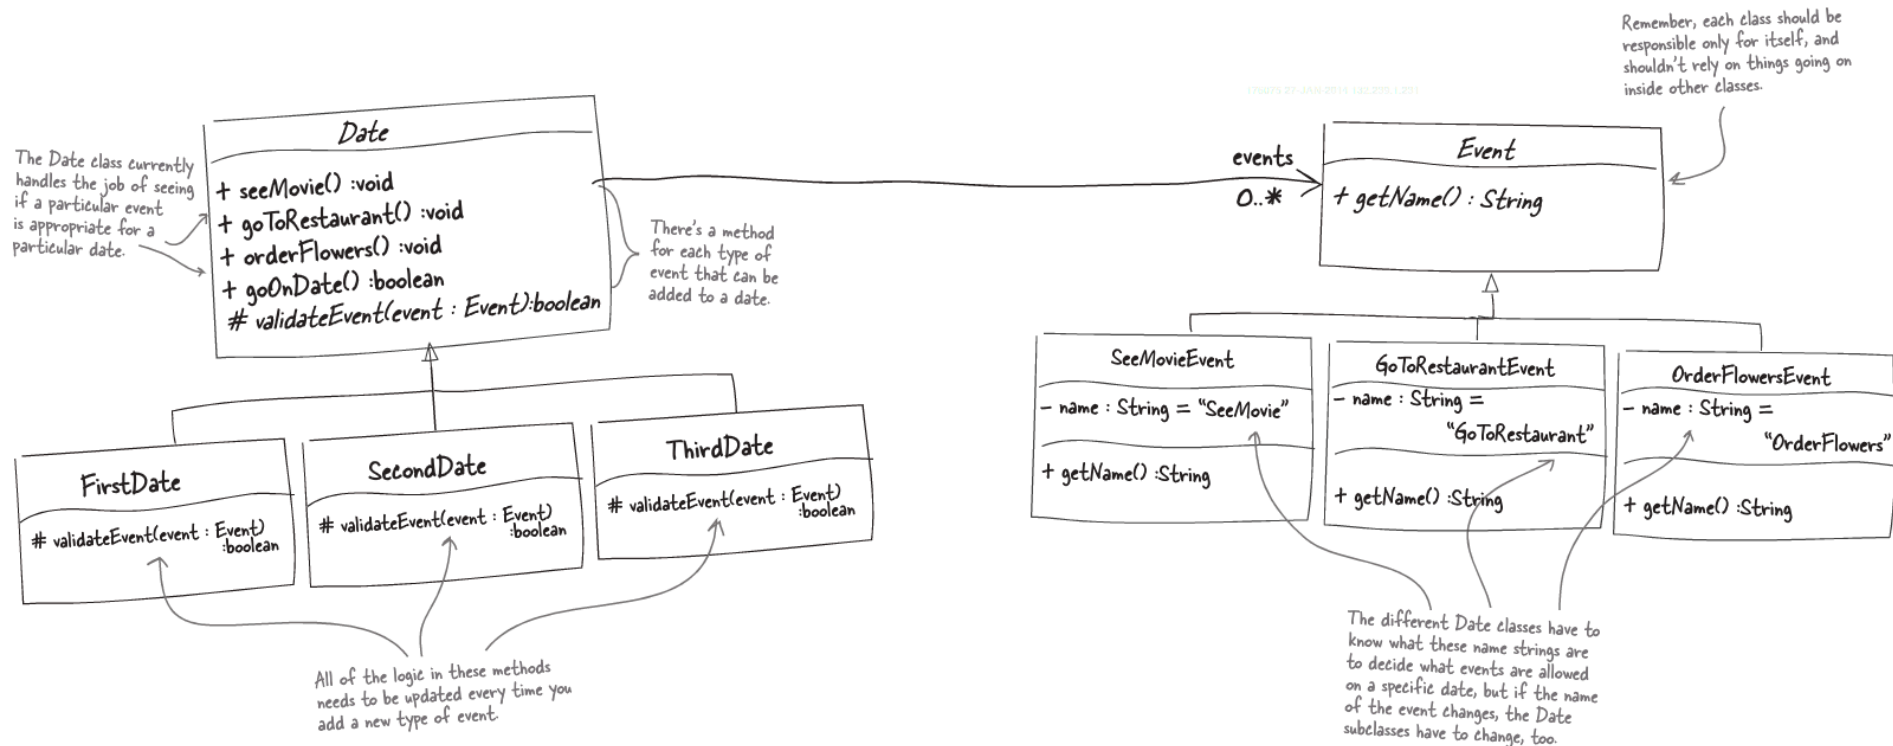 Remember, each class should be
responsible only for itself, and
shouldn't rely on things going on
inside other classes.
The Date class currently
handles the job of seeing
if a particular event
is appropriate for a
particular date.
Date
+ seeMovie() :void
+ goToRestaurant() :void
+ orderFlowers() :void
+ goOnDate() :boolean
# validateEvent(event : Event):boolean
There's a method
for each type of
event that can be
added to a date.
events
0..*
Event
+ getName() : String
FirstDate
# validateEvent(event : Event)
:boolean
SecondDate
# validateEvent(event : Event)
:boolean
ThirdDate
# validateEvent(event : Event)
:boolean
All of the logic in these methods
needs to be updated every time you
add a new type of event.
SeeMovieEvent
- name : String = "SeeMovie"
+ getName() :String
GoToRestaurantEvent
- name : String =
"GoToRestaurant"
+ getName() :String
OrderFlowersEvent
- name : String =
"OrderFlowers"
+ getName() :String
The different Date classes have to
know what these name strings are
to decide what events are allowed
on a specific date, but if the name
of the event changes, the Date
subclasses have to change, too.